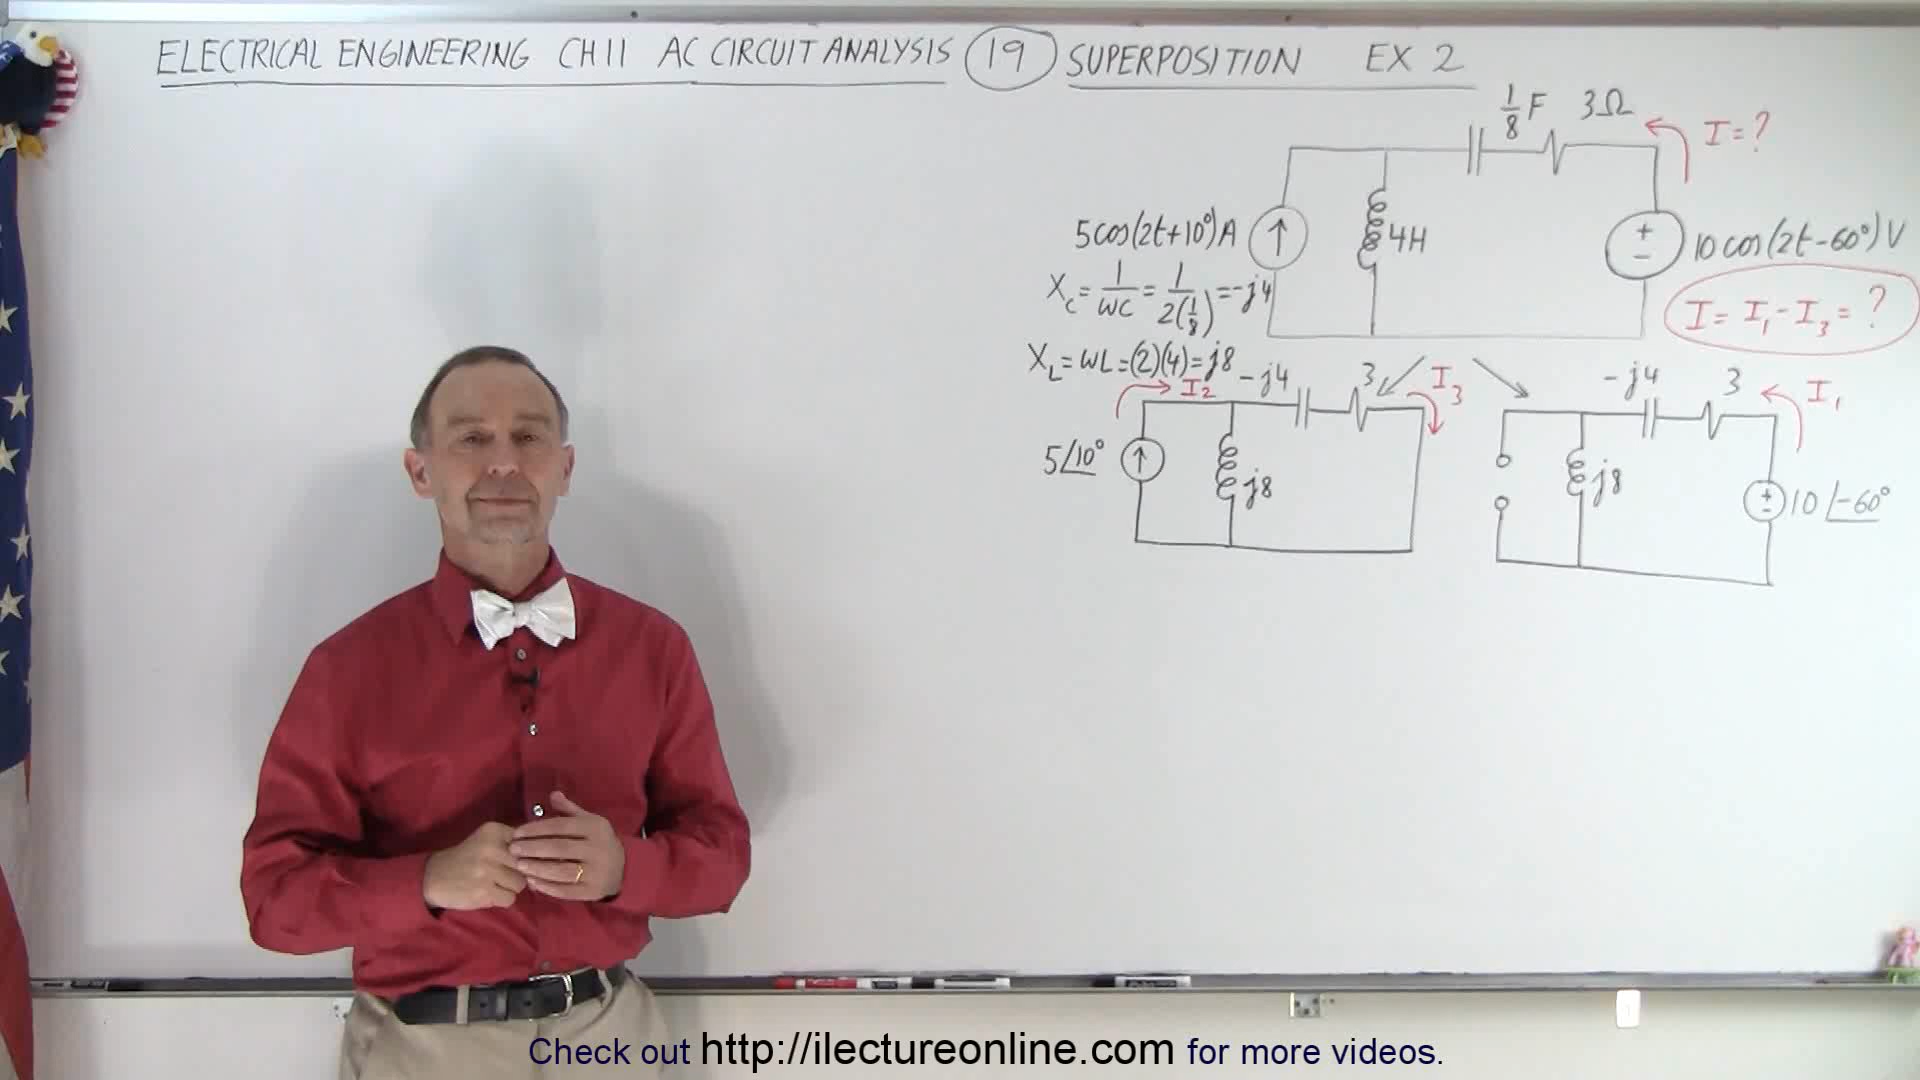 ELECTRICAL ENGINEERING CH 11 AC CIRCUIT ANALYSIS 19 SUPERPOSITION EX 2
1/8 F 3Ω
I = ?
5cos(2t+10°)A
4H
+
−
10cos(2t-60°)V
X_C = 1/WC = 1/2(1/8) = -j4
I = I₁ - I₃ = ?
X_L = WL = (2)(4) = j8
I₂
-j4
3
I₃
-j4
3
I₁
5∠10°
j8
j8
+
−
10∠-60°
Check out http://ilectureonline.com for more videos.